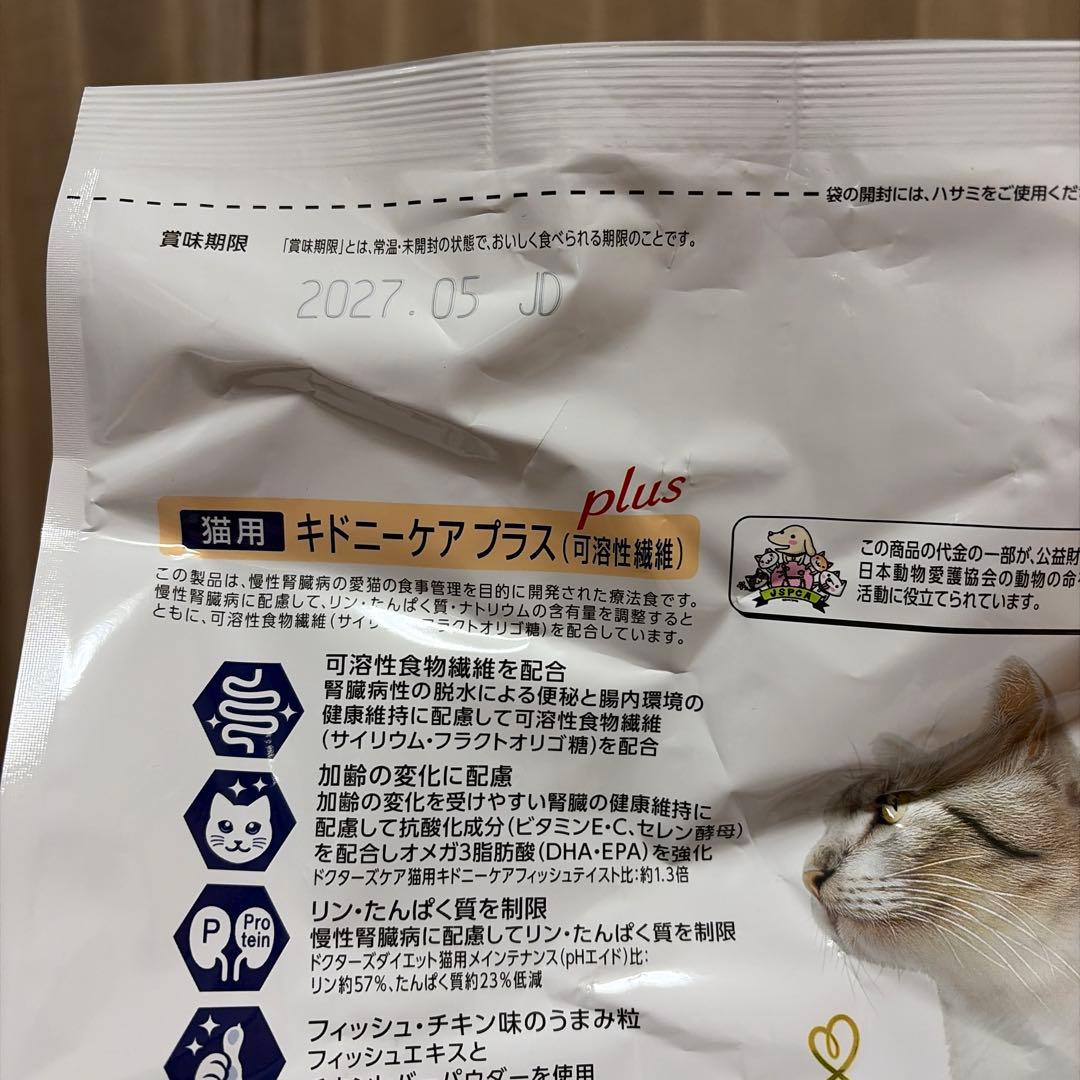 袋の開封には、ハサミをご使用くだ
賞味期限 「賞味期限」とは、常温・未開封の状態で、おいしく食べられる期限のことです。
2027.05 JD
plus
猫用 キドニーケア プラス(可溶性繊維)
この製品は、慢性腎臓病の愛猫の食事管理を目的に開発された療法食です。
慢性腎臓病に配慮して、リン・たんぱく質・ナトリウムの含有量を調整すると
ともに、可溶性食物繊維(サイリウム・フラクトオリゴ糖)を配合しています。
この商品の代金の一部が、公益財
日本動物愛護協会の動物の命
活動に役立てられています。
JSPCA
可溶性食物繊維を配合
腎臓病性の脱水による便秘と腸内環境の
健康維持に配慮して可溶性食物繊維
(サイリウム・フラクトオリゴ糖)を配合
加齢の変化に配慮
加齢の変化を受けやすい腎臓の健康維持に
配慮して抗酸化成分(ビタミンE・C、セレン酵母)
を配合しオメガ3脂肪酸(DHA・EPA)を強化
ドクターズケア猫用キドニーケアフィッシュテイスト比:約1.3倍
P
Pro
tein
リン・たんぱく質を制限
慢性腎臓病に配慮してリン・たんぱく質を制限
ドクターズダイエット猫用メインテナンス(pHエイド)比:
リン約57%、たんぱく質約23%低減
フィッシュ・チキン味のうまみ粒
フィッシュエキスと
チキンレバーパウダーを使用